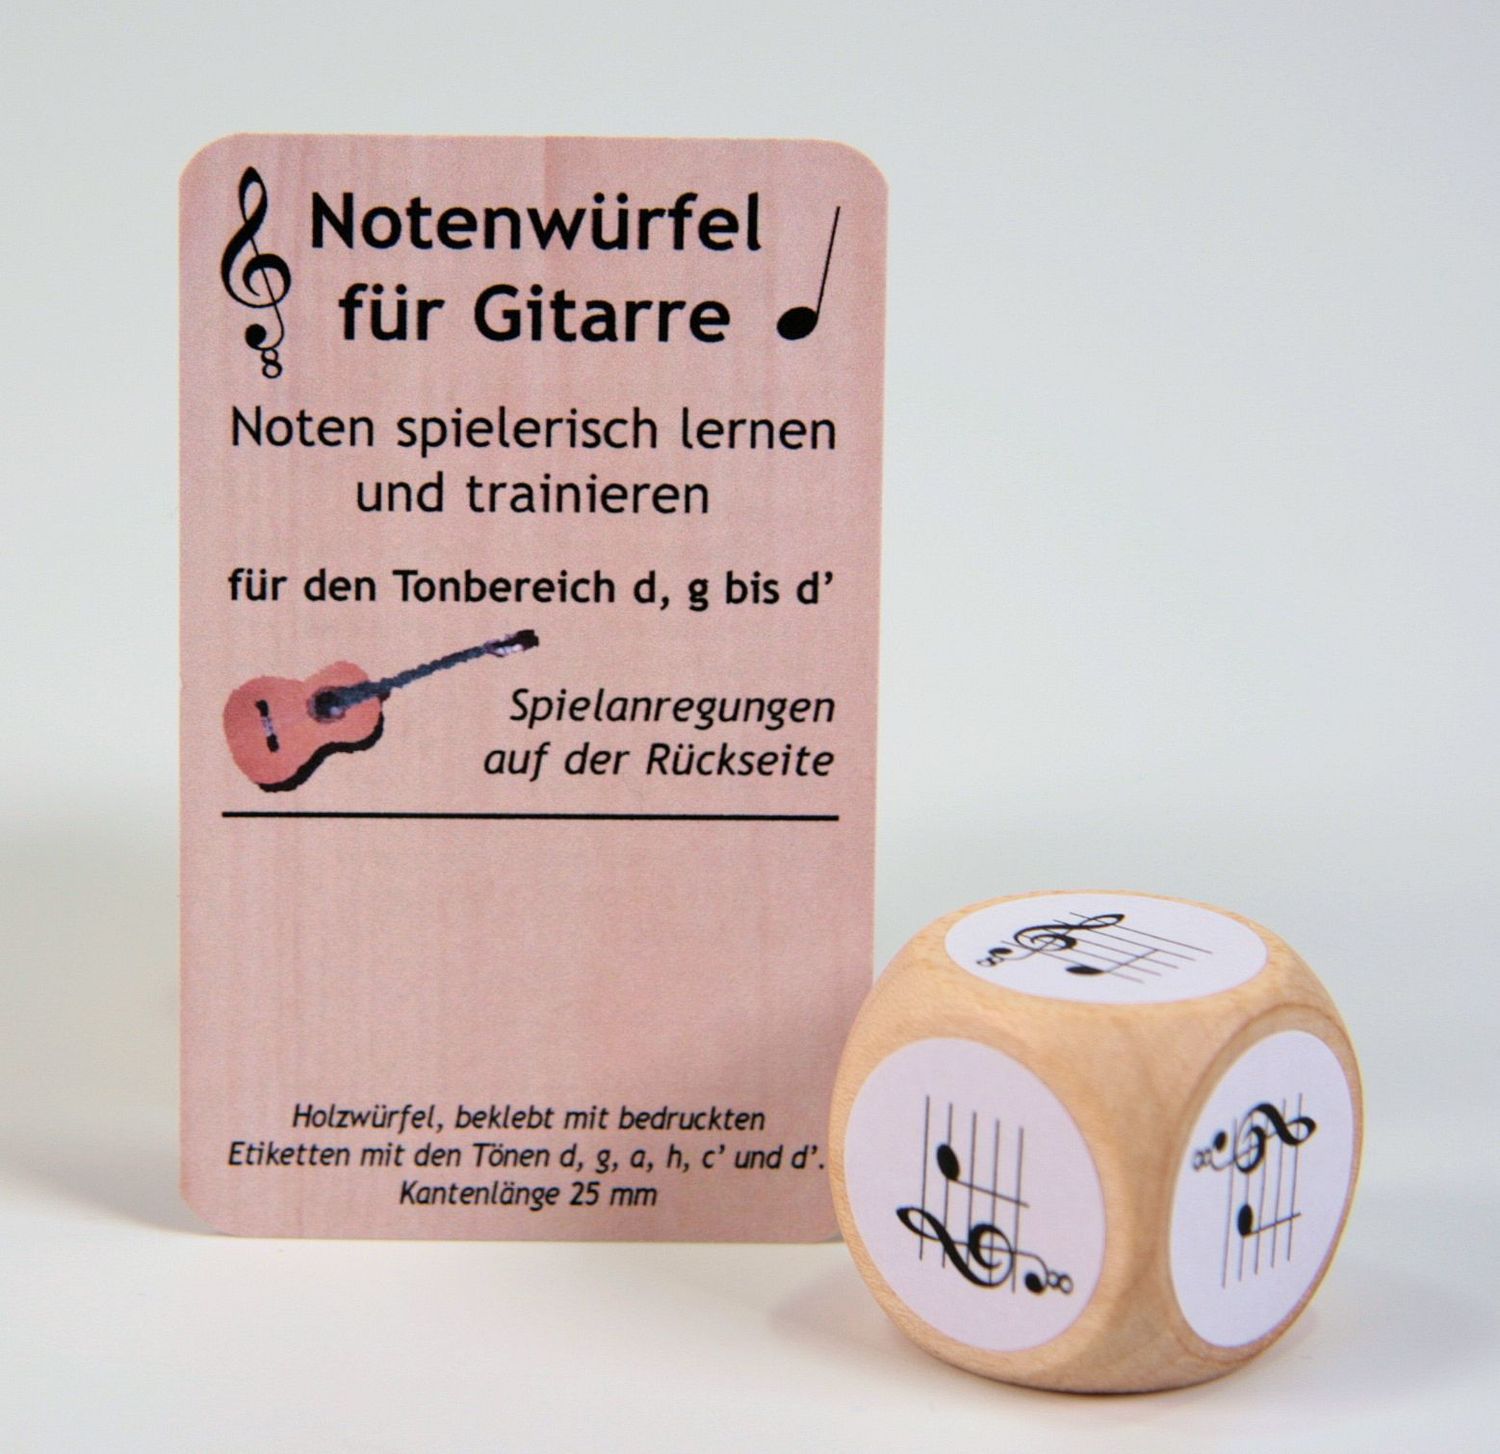 Notenwürfel
für Gitarre
Noten spielerisch lernen
und trainieren
für den Tonbereich d, g bis d’
Spielanregungen
auf der Rückseite
Holzwürfel, beklebt mit bedruckten
Etiketten mit den Tönen d, g, a, h, c’ und d’.
Kantenlänge 25 mm